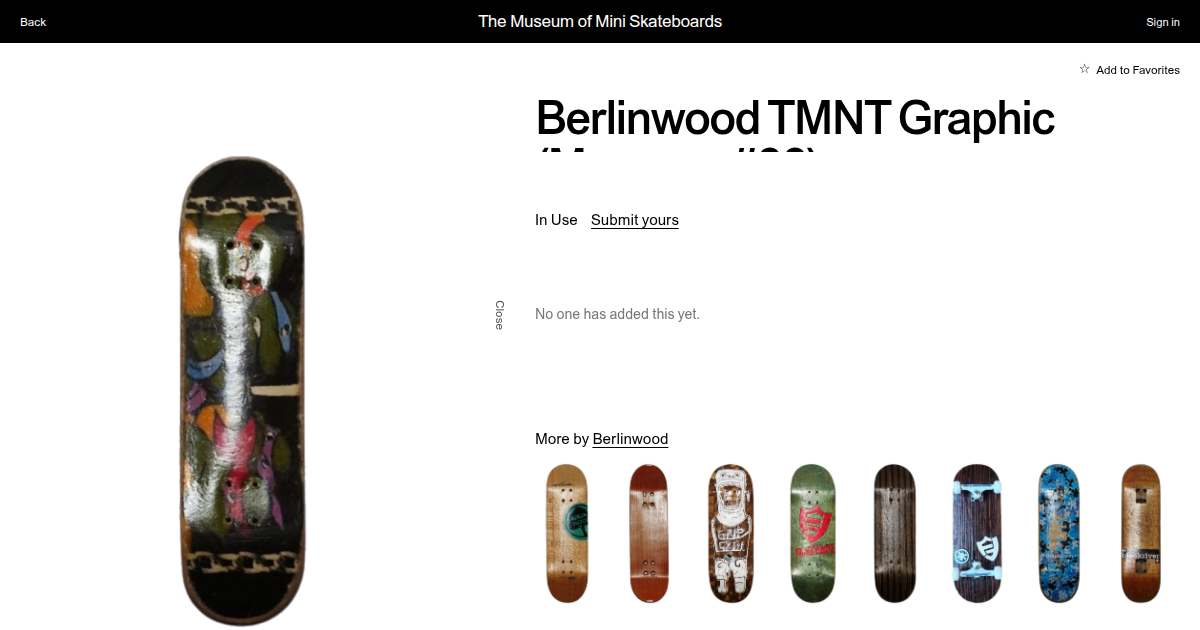 Back
The Museum of Mini Skateboards
Sign in
☆ Add to Favorites
Berlinwood TMNT Graphic
In Use Submit yours
Close
No one has added this yet.
More by Berlinwood